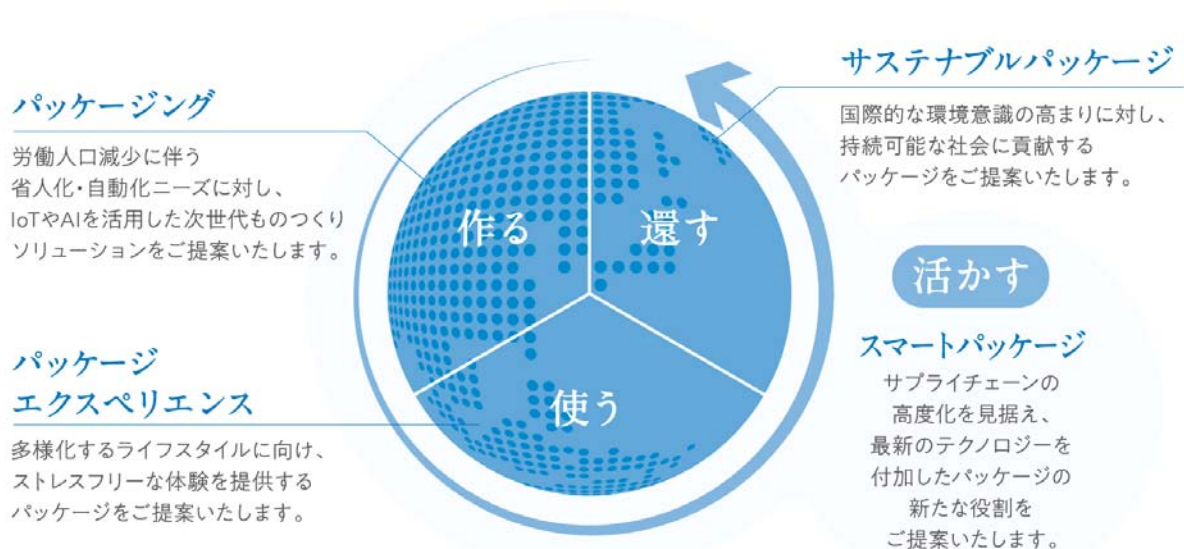 パッケージング
労働人口減少に伴う
省人化・自動化ニーズに対し、
IoTやAIを活用した次世代ものつくり
ソリューションをご提案いたします。
作る
還す
サステナブルパッケージ
国際的な環境意識の高まりに対し、
持続可能な社会に貢献する
パッケージをご提案いたします。
パッケージ
エクスペリエンス
多様化するライフスタイルに向け、
ストレスフリーな体験を提供する
パッケージをご提案いたします。
使う
活かす
スマートパッケージ
サプライチェーンの
高度化を見据え、
最新のテクノロジーを
付加したパッケージの
新たな役割を
ご提案いたします。